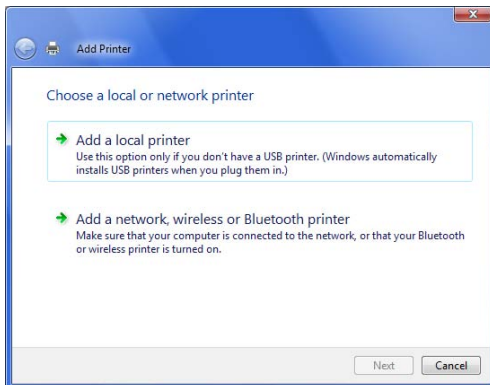 Add Printer
Choose a local or network printer
Add a local printer
Use this option only if you don't have a USB printer. (Windows automatically
installs USB printers when you plug them in.)
Add a network, wireless or Bluetooth printer
Make sure that your computer is connected to the network, or that your Bluetooth
or wireless printer is turned on.
Next Cancel